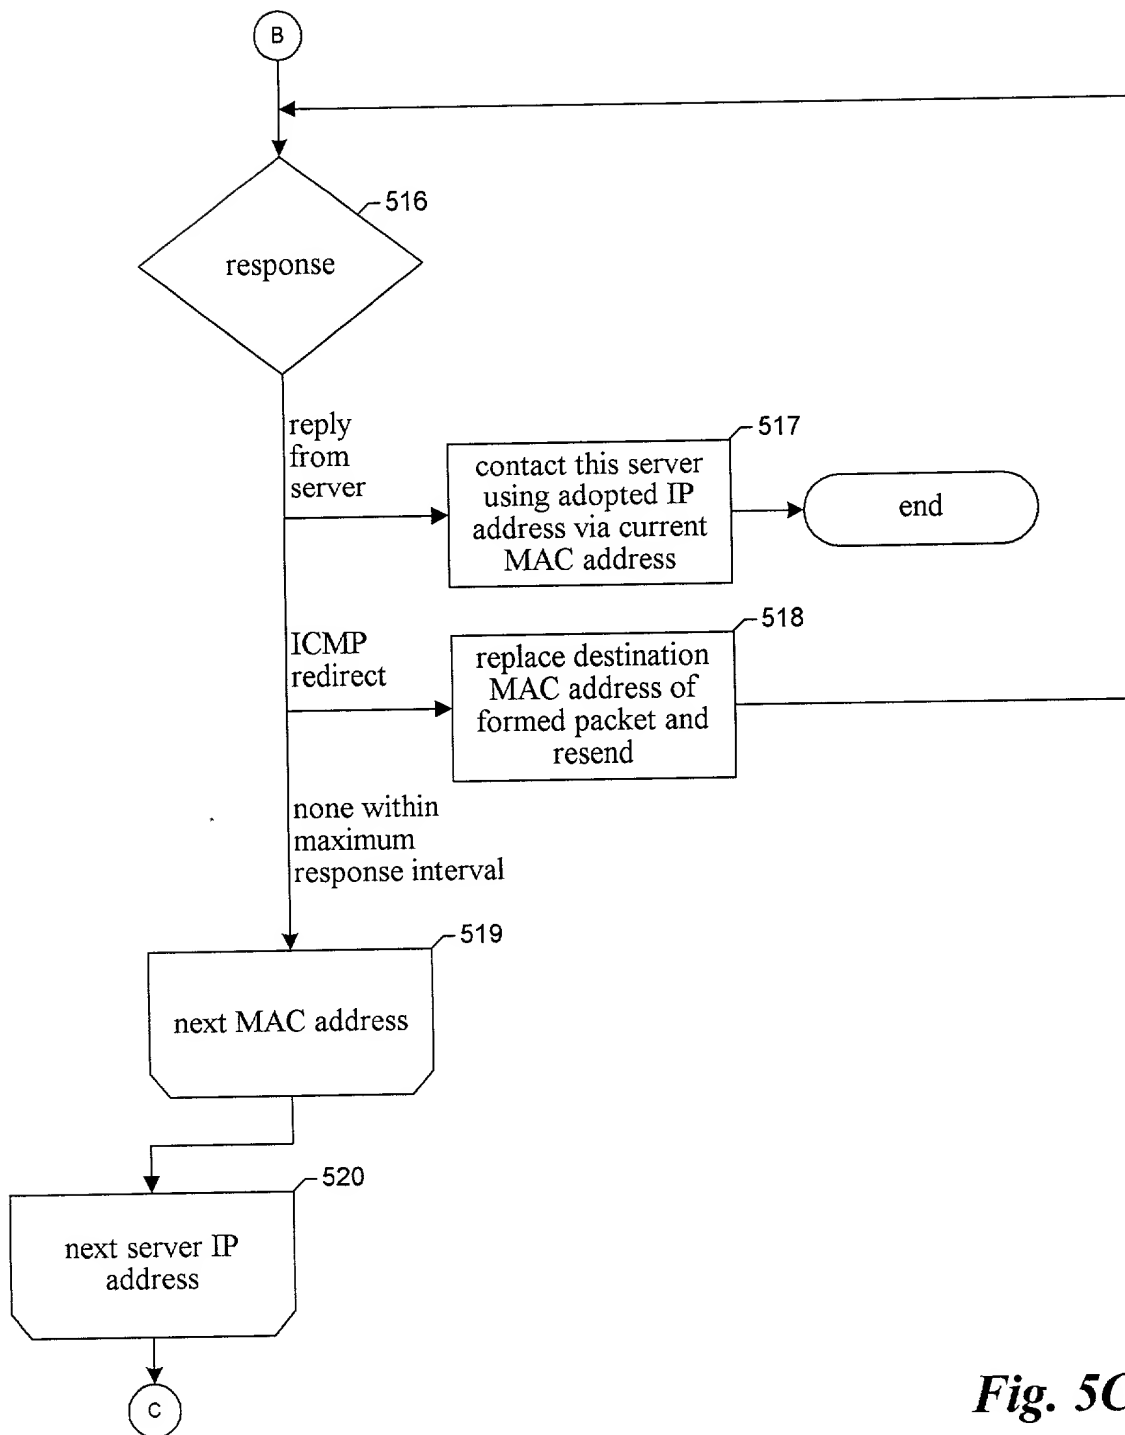 B
516
response
reply
from
server
517
contact this server
using adopted IP
address via current
MAC address
end
ICMP
redirect
518
replace destination
MAC address of
formed packet and
resend
none within
maximum
response interval
519
next MAC address
520
next server IP
address
C
Fig. 5C